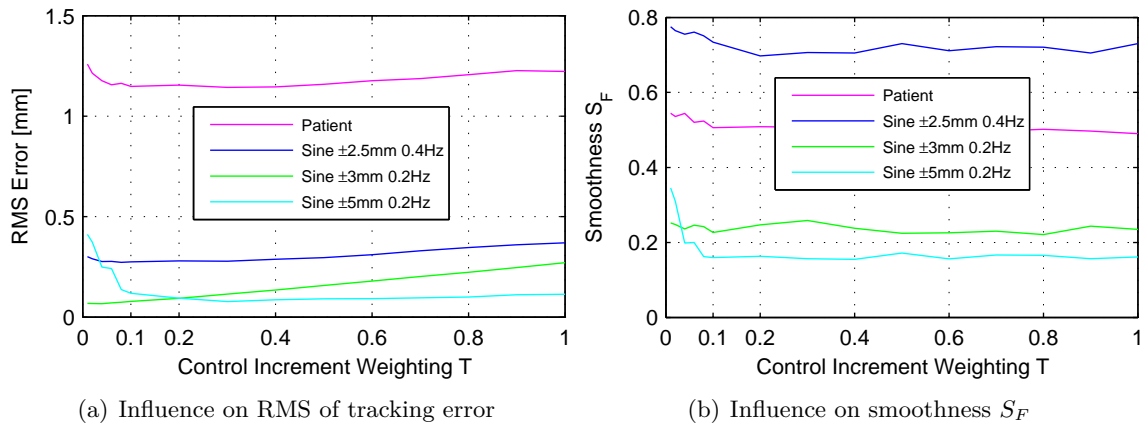 1.5
1
0.5
0
RMS Error [mm]
Patient
Sine ±2.5mm 0.4Hz
Sine ±3mm 0.2Hz
Sine ±5mm 0.2Hz
0 0.1 0.2 0.4 0.6 0.8 1
Control Increment Weighting T
(a) Influence on RMS of tracking error
0.8
0.6
0.4
0.2
0
Smoothness S_F
Patient
Sine ±2.5mm 0.4Hz
Sine ±3mm 0.2Hz
Sine ±5mm 0.2Hz
0 0.1 0.2 0.4 0.6 0.8 1
Control Increment Weighting T
(b) Influence on smoothness S_F